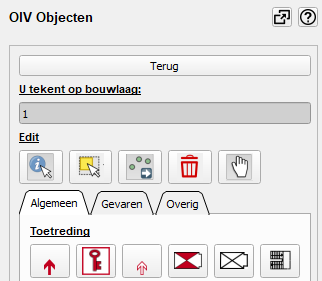 OIV Objecten
Terug
U tekent op bouwlaag:
1
Edit
Algemeen Gevaren Overig
Toetreding